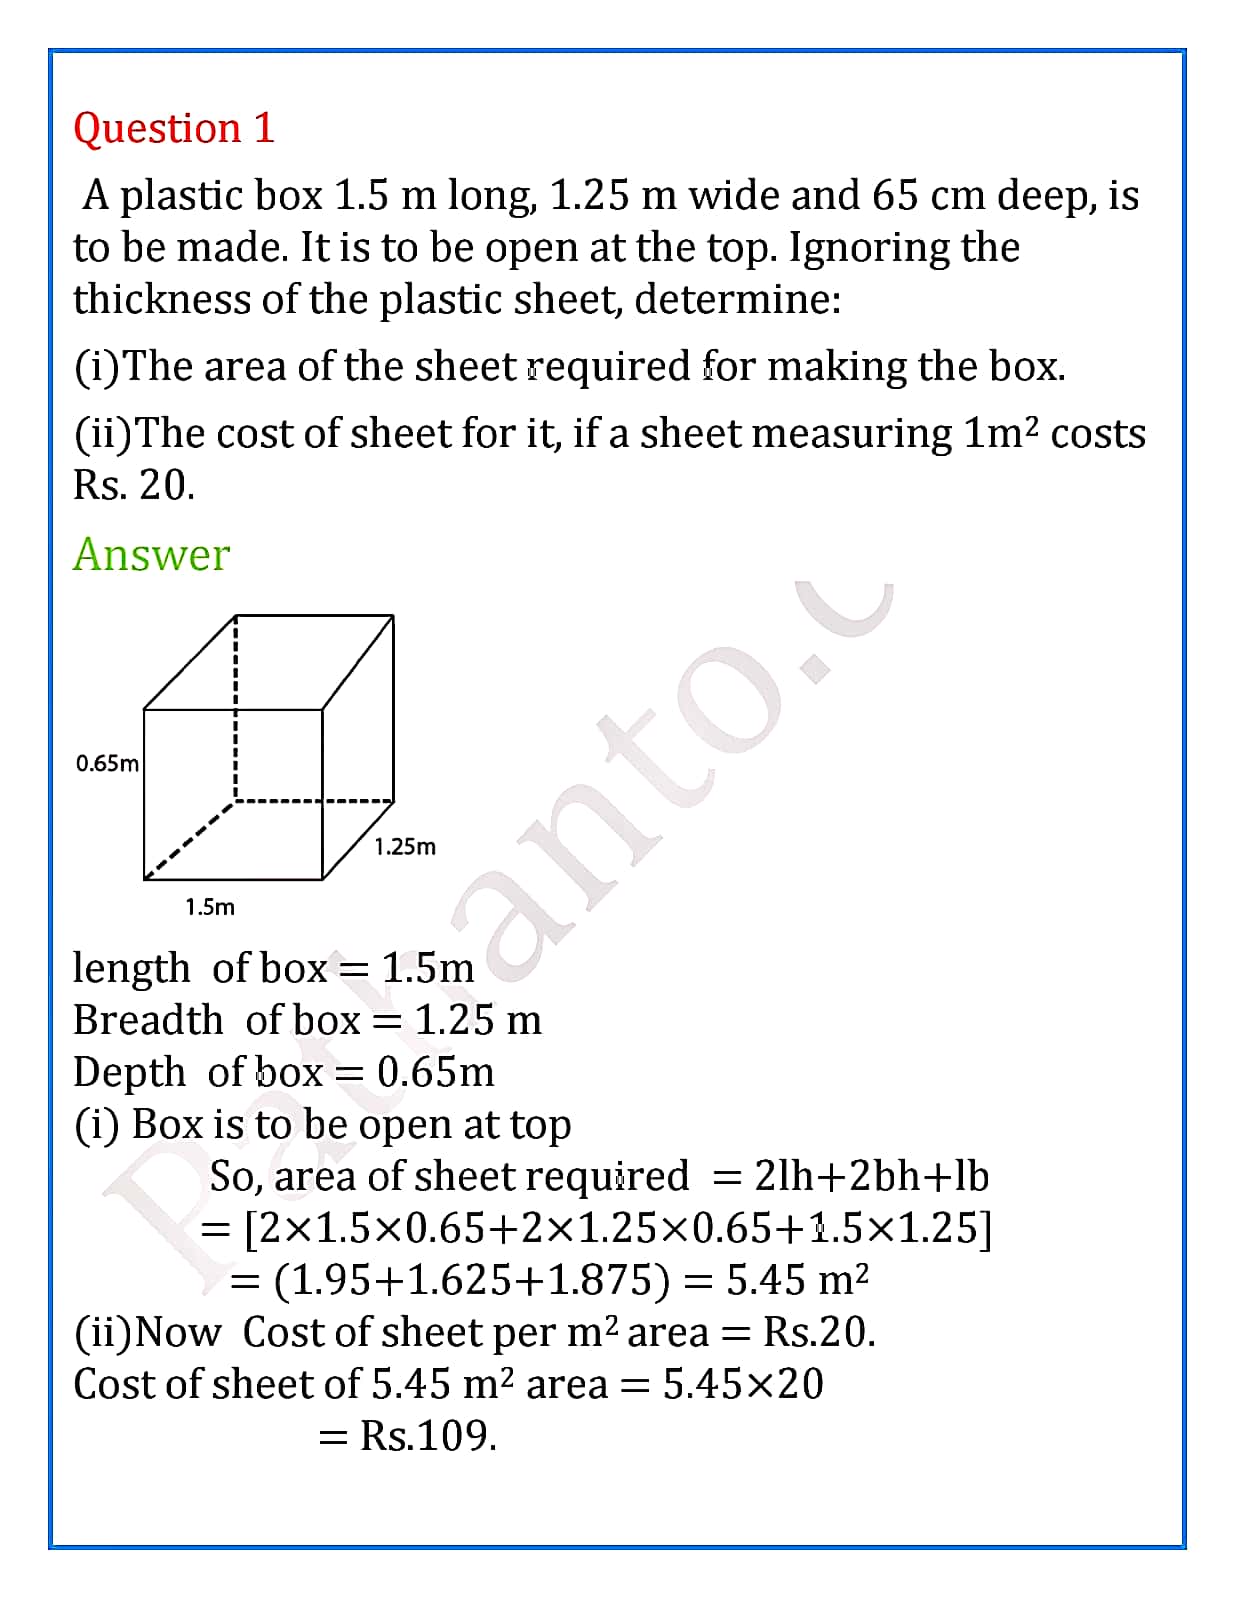 Question 1
A plastic box 1.5 m long, 1.25 m wide and 65 cm deep, is
to be made. It is to be open at the top. Ignoring the
thickness of the plastic sheet, determine:
(i)The area of the sheet required for making the box.
(ii)The cost of sheet for it, if a sheet measuring 1m² costs
Rs. 20.
Answer
0.65m
1.25m
1.5m
length of box = 1.5m
Breadth of box = 1.25 m
Depth of box = 0.65m
(i) Box is to be open at top
So, area of sheet required = 2lh+2bh+lb
= [2×1.5×0.65+2×1.25×0.65+1.5×1.25]
= (1.95+1.625+1.875) = 5.45 m²
(ii)Now Cost of sheet per m² area = Rs.20.
Cost of sheet of 5.45 m² area = 5.45×20
= Rs.109.
Pathanto.c